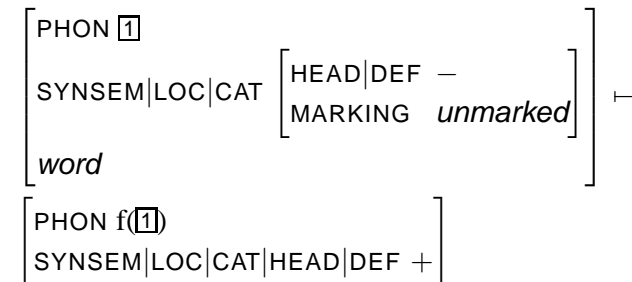 PHON 1
SYNSEM|LOC|CAT
HEAD|DEF −
MARKING unmarked
word
⊢
PHON f(1)
SYNSEM|LOC|CAT|HEAD|DEF +